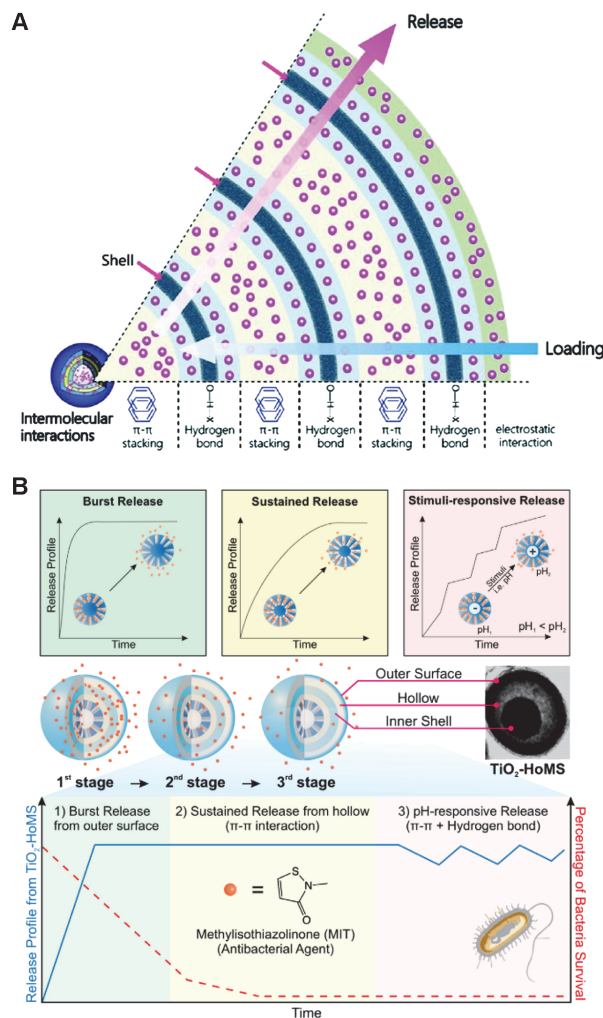 A
Release
Shell
Loading
Intermolecular
interactions
π-π
stacking
O
H
X
Hydrogen
bond
π-π
stacking
O
H
X
Hydrogen
bond
π-π
stacking
O
H
X
Hydrogen
bond
electrostatic
interaction
B
Burst Release
Release Profile
Time
Sustained Release
Release Profile
Time
Stimuli-responsive Release
Release Profile
Stimuli
i.e. pH
+
pH₂
-
pH₁
pH₁ < pH₂
Time
Outer Surface
Hollow
Inner Shell
TiO₂-HoMS
1st stage
2nd stage
3rd stage
Release Profile from TiO₂-HoMS
1) Burst Release
from outer surface
2) Sustained Release from hollow
(π-π interaction)
3) pH-responsive Release
(π-π + Hydrogen bond)
Percentage of Bacteria Survival
=
S
N
O
Methylisothiazolinone (MIT)
(Antibacterial Agent)
Time